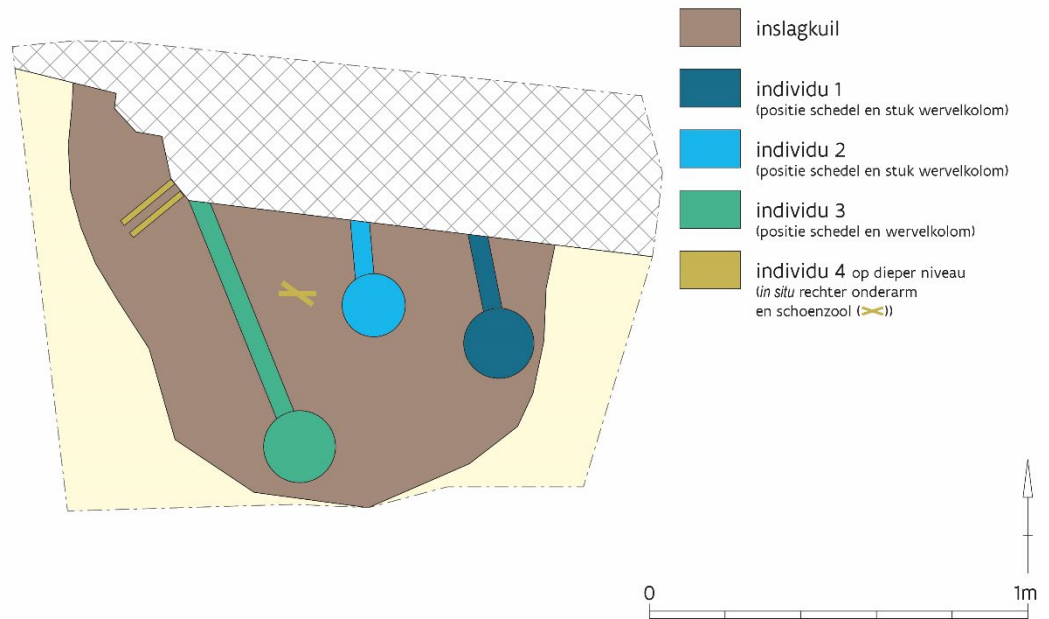 inslagkuil
individu 1
(positie schedel en stuk wervelkolom)
individu 2
(positie schedel en stuk wervelkolom)
individu 3
(positie schedel en wervelkolom)
individu 4 op dieper niveau
(in situ rechter onderarm
en schoenzool ( ))
0 1m